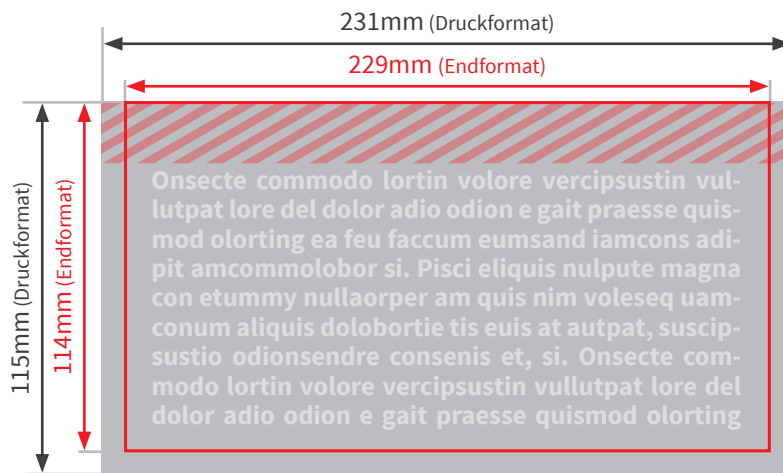 231mm (Druckformat)
229mm (Endformat)
115mm (Druckformat)
114mm (Endformat)
Onsecte commodo lortin volore vercipsustin vul-
lutpat lore del dolor adio odion e gait praesse quis-
mod olorting ea feu faccum eumsand iamcons adi-
pit amcommolobor si. Pisci eliquis nulpute magna
con etummy nullaorper am quis nim voleseq uam-
conum aliquis dolobortie tis euis at autpat, suscip-
sustio odionsendre consenis et, si. Onsecte com-
modo lortin volore vercipsustin vullutpat lore del
dolor adio odion e gait praesse quismod olorting